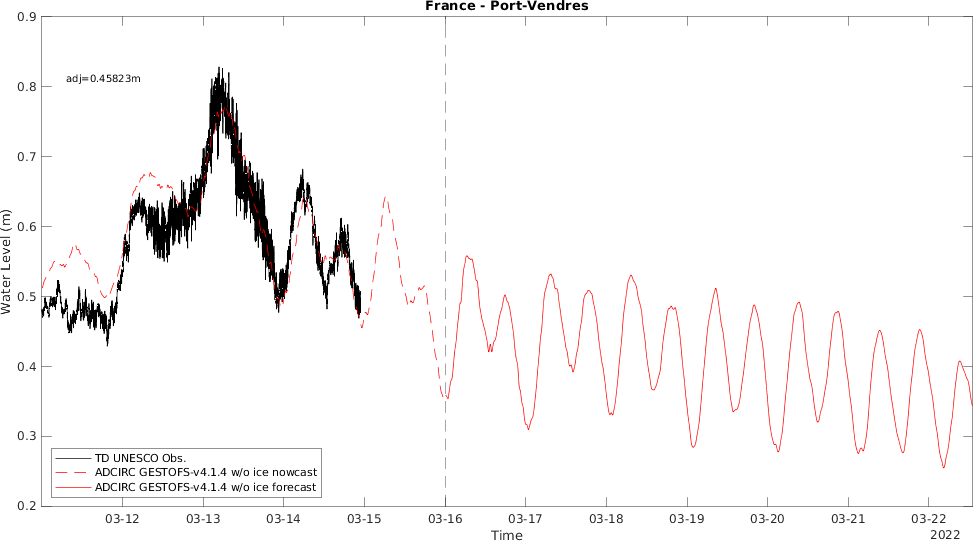 France - Port-Vendres
0.9
0.8
0.7
0.6
0.5
0.4
0.3
0.2
Water Level (m)
adj=0.45823m
TD UNESCO Obs.
ADCIRC GESTOFS-v4.1.4 w/o ice nowcast
ADCIRC GESTOFS-v4.1.4 w/o ice forecast
03-12 03-13 03-14 03-15 03-16 03-17 03-18 03-19 03-20 03-21 03-22
2022
Time